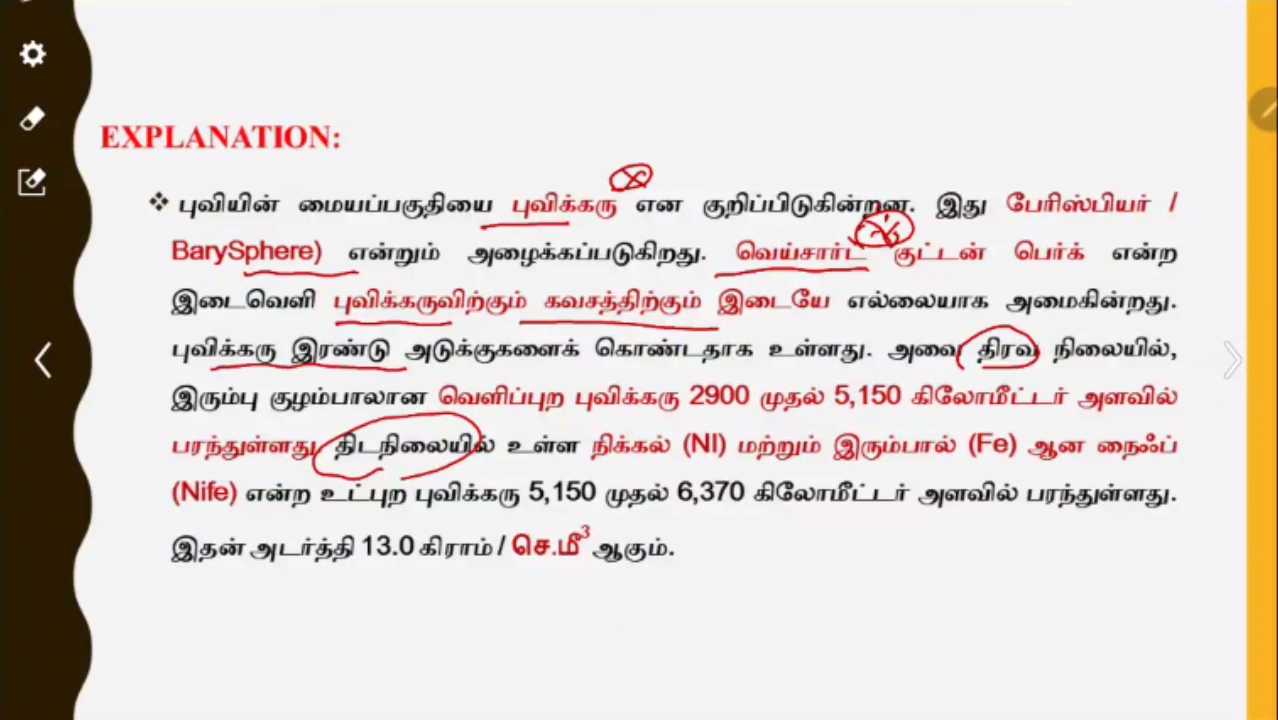 EXPLANATION:
❖ புவியின் மையப்பகுதியை புவிக்கரு என குறிப்பிடுகின்றன. இது பேரிஸ்பியர் /
BarySphere) என்றும் அழைக்கப்படுகிறது. வெய்சார்ட் குட்டன் பெர்க் என்ற
இடைவெளி புவிக்கருவிற்கும் கவசத்திற்கும் இடையே எல்லையாக அமைகின்றது.
புவிக்கரு இரண்டு அடுக்குகளைக் கொண்டதாக உள்ளது. அவை திரவ நிலையில்,
இரும்பு குழம்பாலான வெளிப்புற புவிக்கரு 2900 முதல் 5,150 கிலோமீட்டர் அளவில்
பரந்துள்ளது திடநிலையில் உள்ள நிக்கல் (NI) மற்றும் இரும்பால் (Fe) ஆன நைஃப்
(Nife) என்ற உட்புற புவிக்கரு 5,150 முதல் 6,370 கிலோமீட்டர் அளவில் பரந்துள்ளது.
இதன் அடர்த்தி 13.0 கிராம் / செ.மீ³ ஆகும்.